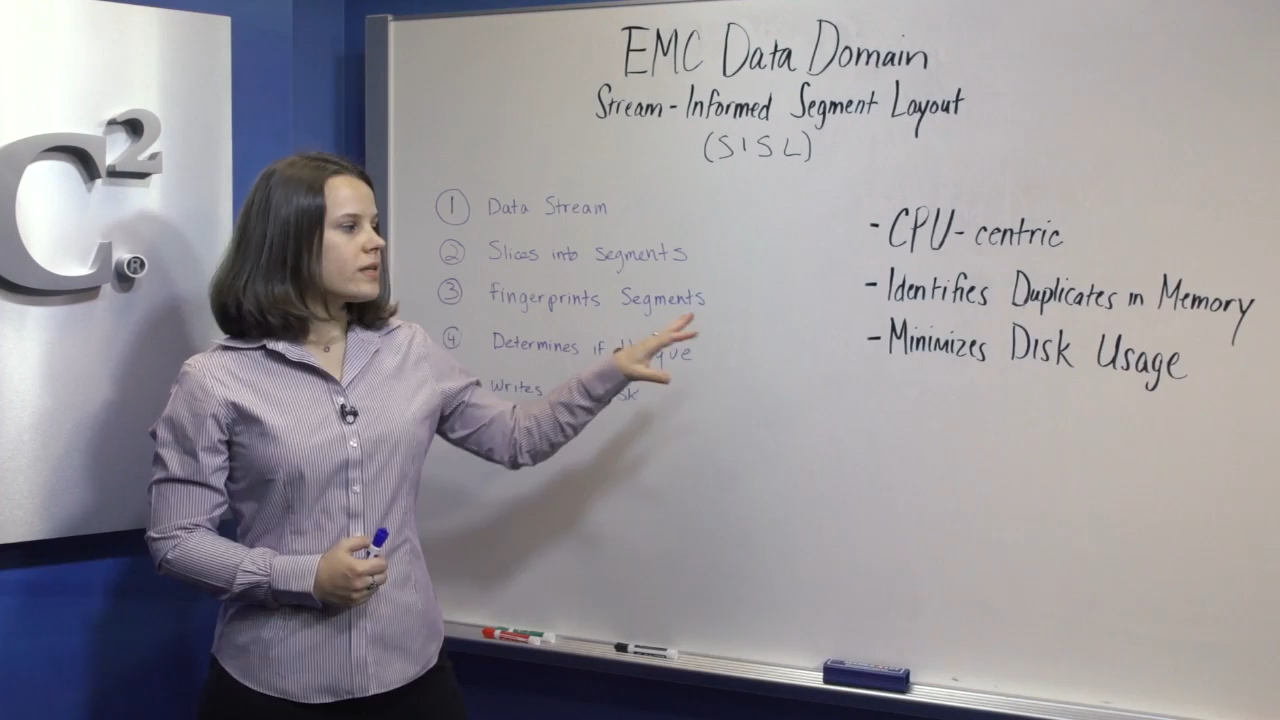 C2
®
EMC Data Domain
Stream-Informed Segment Layout
(SISL)
1 Data Stream
2 Slices into segments
3 fingerprints Segments
4 Determines if
Writes
- CPU-centric
- Identifies Duplicates in Memory
- Minimizes Disk Usage